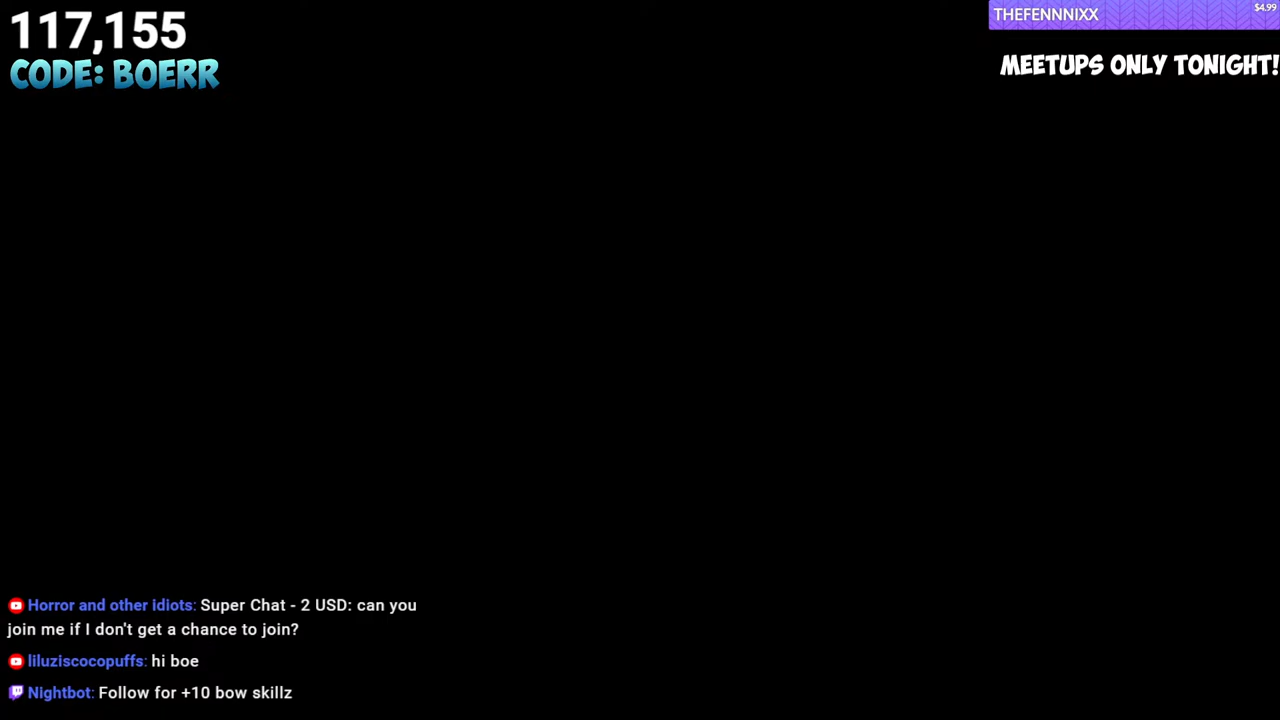 117,155
CODE: BOERR
THEFENNNIXX
$4.99
MEETUPS ONLY TONIGHT!
Horror and other idiots: Super Chat - 2 USD: can you
join me if I don't get a chance to join?
liluziscocopuffs: hi boe
Nightbot: Follow for +10 bow skillz